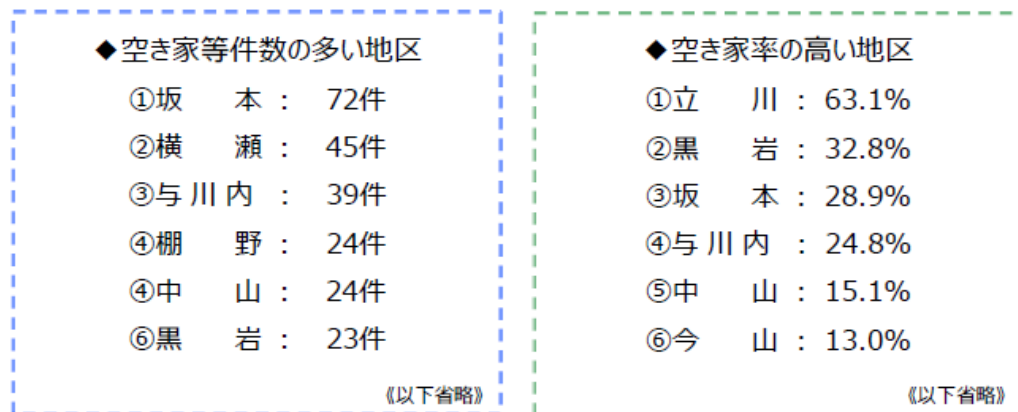 ◆空き家等件数の多い地区
①坂　本： 72件
②横　瀬： 45件
③与川内： 39件
④棚　野： 24件
④中　山： 24件
⑥黒　岩： 23件
《以下省略》
◆空き家率の高い地区
①立　川：63.1%
②黒　岩：32.8%
③坂　本：28.9%
④与川内：24.8%
⑤中　山：15.1%
⑥今　山：13.0%
《以下省略》